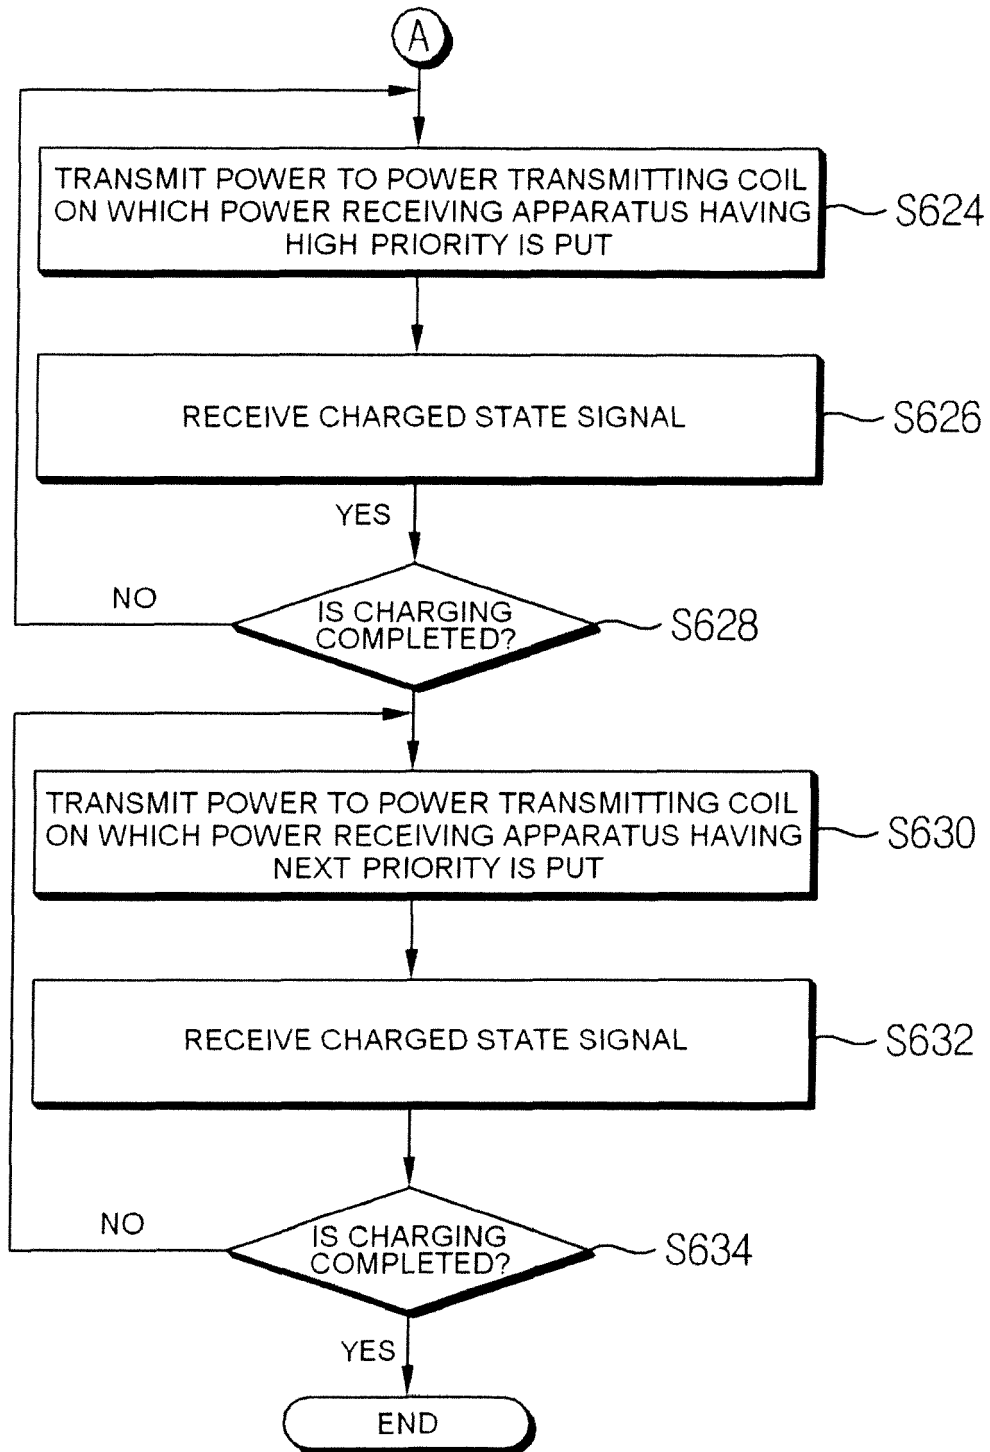 A
TRANSMIT POWER TO POWER TRANSMITTING COIL
ON WHICH POWER RECEIVING APPARATUS HAVING
HIGH PRIORITY IS PUT
S624
RECEIVE CHARGED STATE SIGNAL
S626
YES
NO
IS CHARGING
COMPLETED?
S628
TRANSMIT POWER TO POWER TRANSMITTING COIL
ON WHICH POWER RECEIVING APPARATUS HAVING
NEXT PRIORITY IS PUT
S630
RECEIVE CHARGED STATE SIGNAL
S632
NO
IS CHARGING
COMPLETED?
S634
YES
END